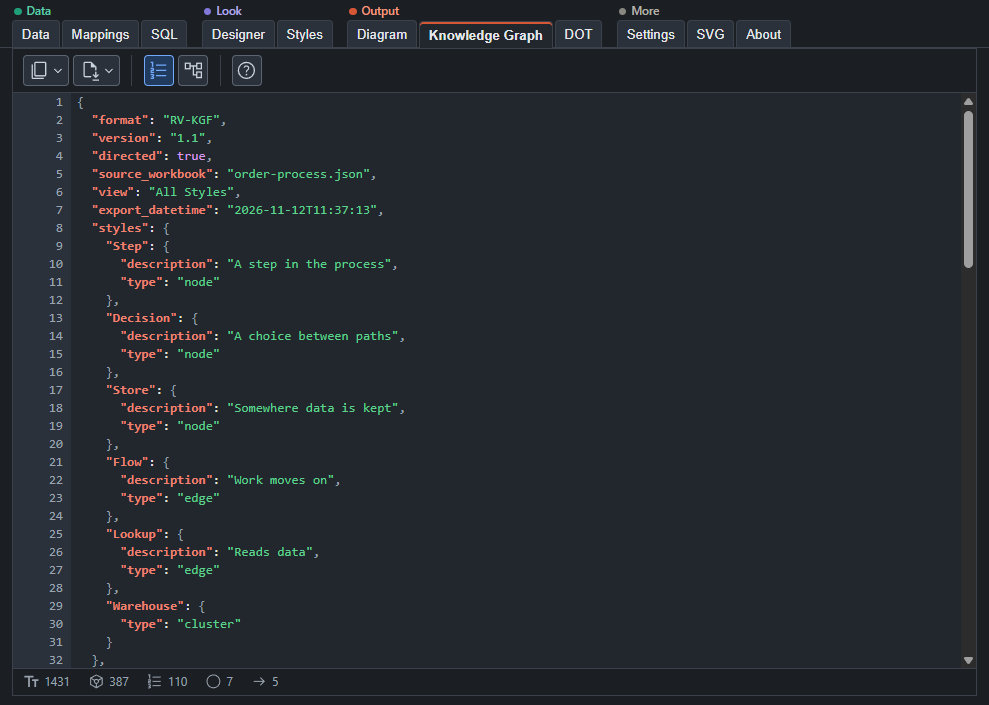 Data Look Output More
Data Mappings SQL Designer Styles Diagram Knowledge Graph DOT Settings SVG About
1 {
2 "format": "RV-KGF",
3 "version": "1.1",
4 "directed": true,
5 "source_workbook": "order-process.json",
6 "view": "All Styles",
7 "export_datetime": "2026-11-12T11:37:13",
8 "styles": {
9 "Step": {
10 "description": "A step in the process",
11 "type": "node"
12 },
13 "Decision": {
14 "description": "A choice between paths",
15 "type": "node"
16 },
17 "Store": {
18 "description": "Somewhere data is kept",
19 "type": "node"
20 },
21 "Flow": {
22 "description": "Work moves on",
23 "type": "edge"
24 },
25 "Lookup": {
26 "description": "Reads data",
27 "type": "edge"
28 },
29 "Warehouse": {
30 "type": "cluster"
31 }
32 },
1431 387 110 7 5